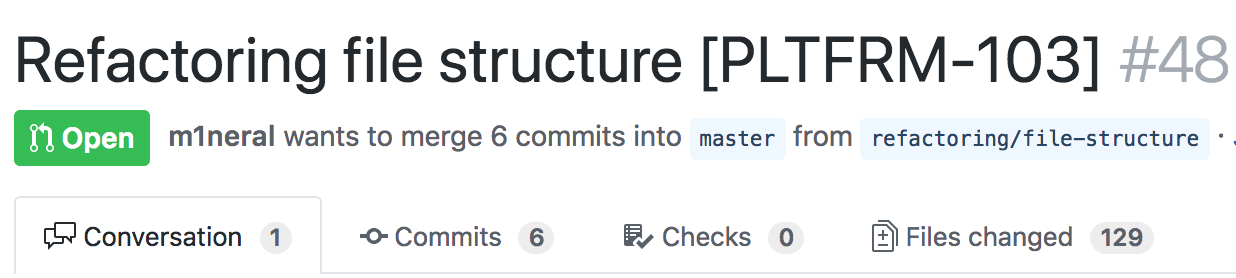 Refactoring file structure [PLTFRM-103] #48
Open m1neral wants to merge 6 commits into master from refactoring/file-structure ·
Conversation 1 Commits 6 Checks 0 Files changed 129